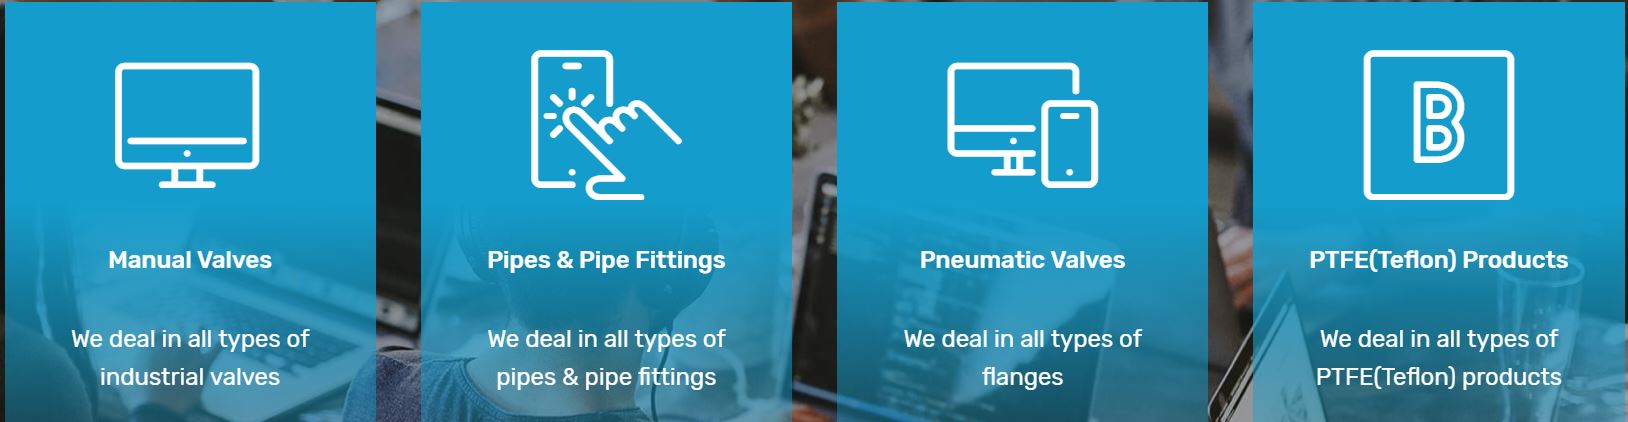 Manual Valves
We deal in all types of
industrial valves
Pipes & Pipe Fittings
We deal in all types of
pipes & pipe fittings
Pneumatic Valves
We deal in all types of
flanges
B
PTFE(Teflon) Products
We deal in all types of
PTFE(Teflon) products